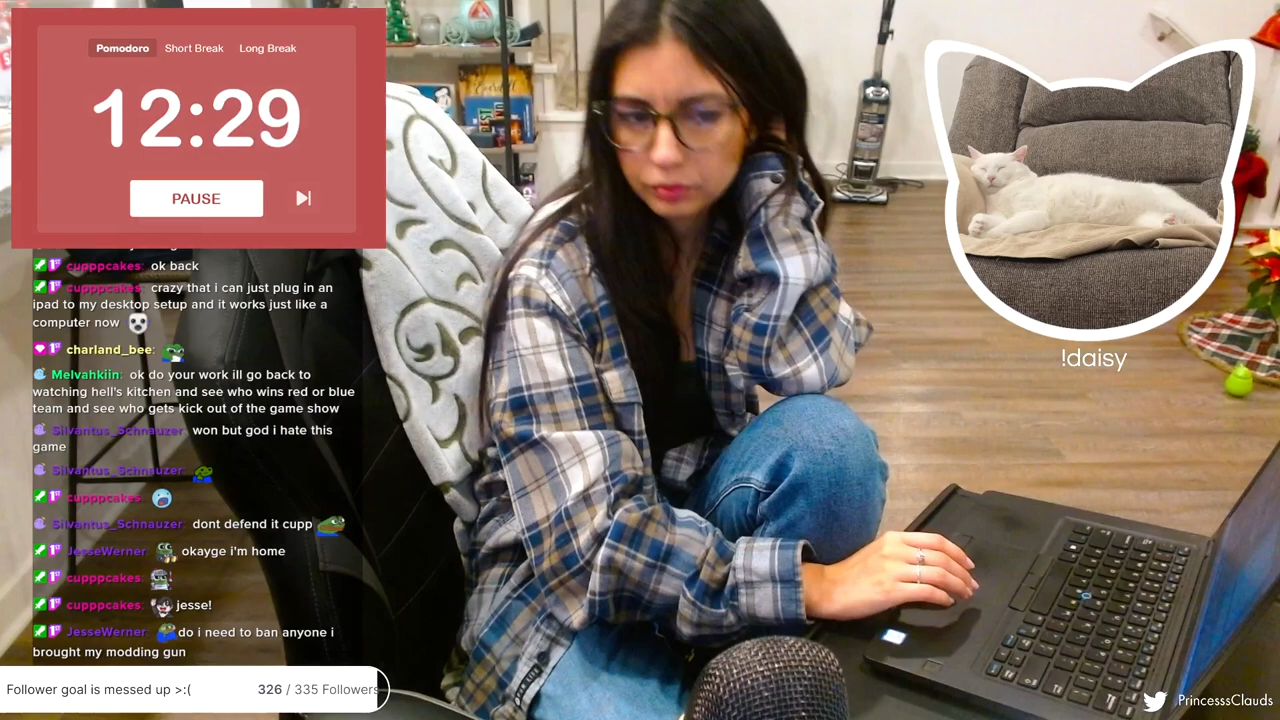 Pomodoro Short Break Long Break
12:29
PAUSE
cupppcakes: ok back
cupppcakes: crazy that i can just plug in an
ipad to my desktop setup and it works just like a
computer now
charland_bee:
Melvahkiin: ok do your work ill go back to
watching hell's kitchen and see who wins red or blue
team and see who gets kick out of the game show
Silvantus_Schnauzer: won but god i hate this
game
Silvantus_Schnauzer:
cupppcakes:
Silvantus_Schnauzer: dont defend it cupp
JesseWerner: okayge i'm home
cupppcakes:
cupppcakes: jesse!
JesseWerner: do i need to ban anyone i
brought my modding gun
Follower goal is messed up >:( 326 / 335 Followers
!daisy
PrincesssClauds